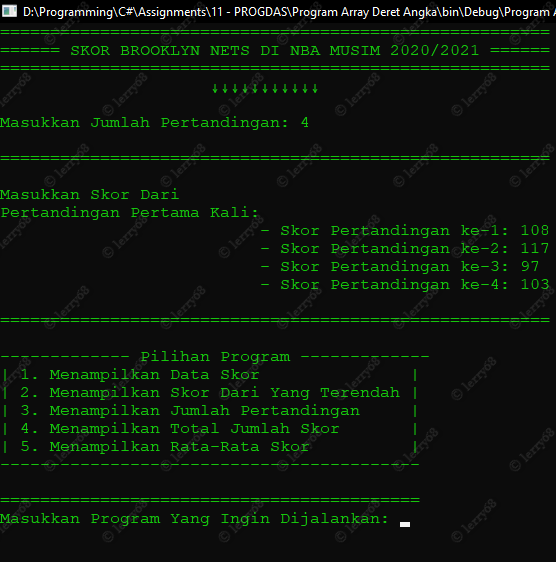 D:\Programming\C#\Assignments\11 - PROGDAS\Program Array Deret Angka\bin\Debug\Program A
=======================================================
====== SKOR BROOKLYN NETS DI NBA MUSIM 2020/2021 ======
=======================================================
↓↓↓↓↓↓↓↓↓↓↓
Masukkan Jumlah Pertandingan: 4
=======================================================
Masukkan Skor Dari
Pertandingan Pertama Kali:
- Skor Pertandingan ke-1: 108
- Skor Pertandingan ke-2: 117
- Skor Pertandingan ke-3: 97
- Skor Pertandingan ke-4: 103
=======================================================
------------- Pilihan Program -------------
| 1. Menampilkan Data Skor |
| 2. Menampilkan Skor Dari Yang Terendah |
| 3. Menampilkan Jumlah Pertandingan |
| 4. Menampilkan Total Jumlah Skor |
| 5. Menampilkan Rata-Rata Skor |
------------------------------------------
==========================================
Masukkan Program Yang Ingin Dijalankan:
© lerry68